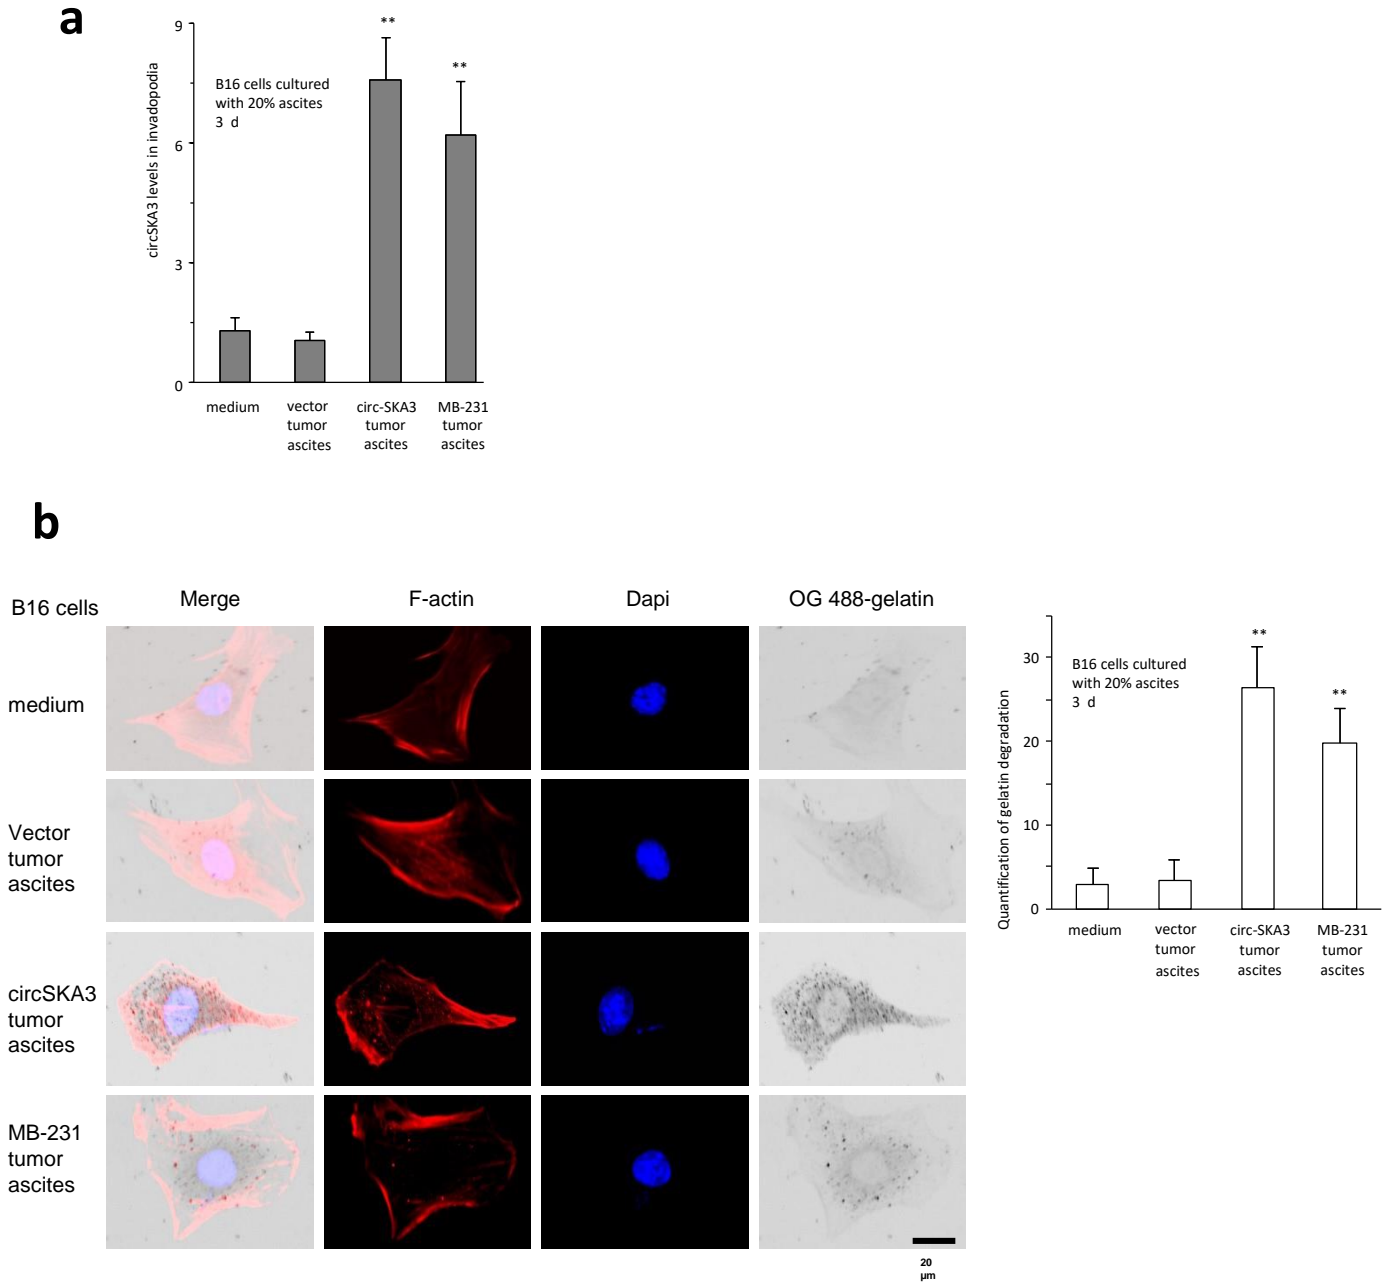 a
9
6
3
0
circSKA3 levels in invadopodia
B16 cells cultured
with 20% ascites
3 d
**
**
medium
vector
tumor
ascites
circ-SKA3
tumor
ascites
MB-231
tumor
ascites
b
B16 cells
Merge
F-actin
Dapi
OG 488-gelatin
medium
Vector
tumor
ascites
circSKA3
tumor
ascites
MB-231
tumor
ascites
20
µm
Quantification of gelatin degradation
30
20
10
0
B16 cells cultured
with 20% ascites
3 d
**
**
medium
vector
tumor
ascites
circ-SKA3
tumor
ascites
MB-231
tumor
ascites